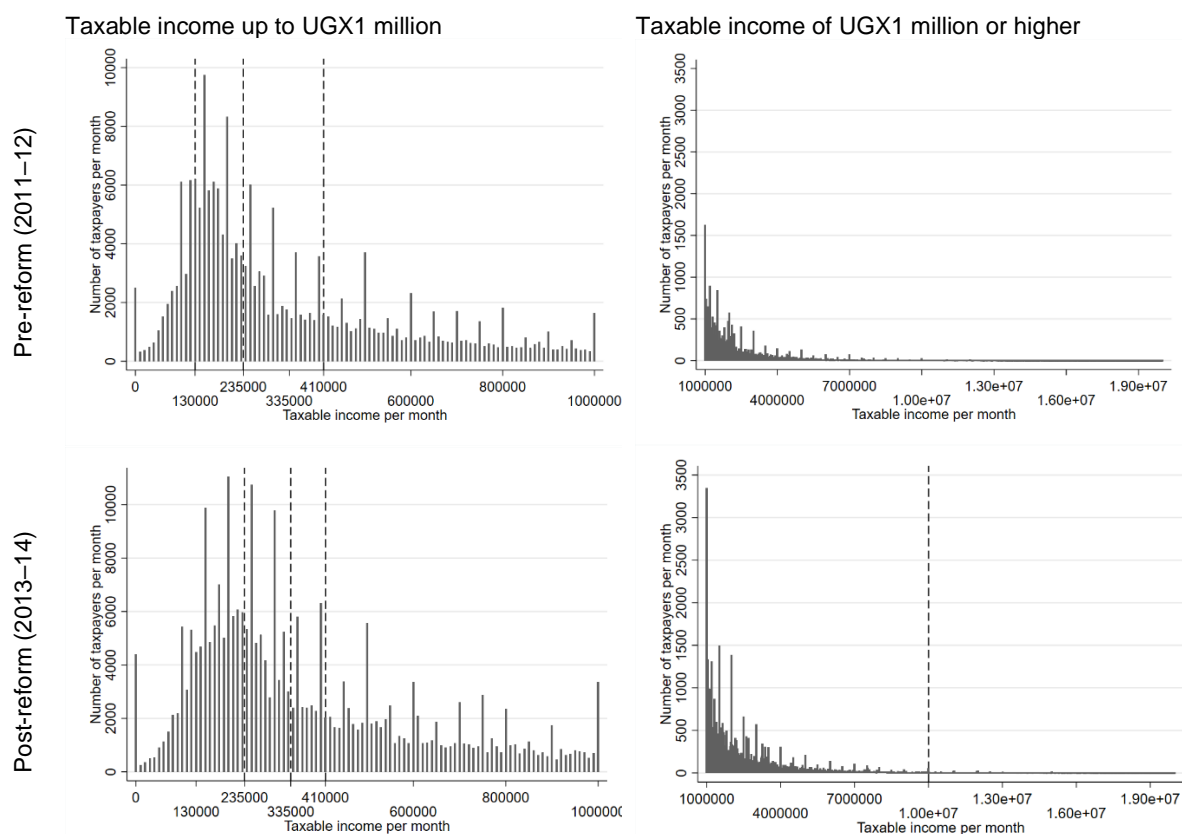 Taxable income up to UGX1 million
Taxable income of UGX1 million or higher
Pre-reform (2011–12)
Number of taxpayers per month
10000
8000
6000
4000
2000
0
0 235000 410000 600000 800000 1000000
130000 335000
Taxable income per month
Number of taxpayers per month
3500
3000
2500
2000
1500
1000
500
0
1000000 7000000 1.30e+07 1.90e+07
4000000 1.00e+07 1.6e+07
Taxable income per month
Post-reform (2013–14)
Number of taxpayers per month
10000
8000
6000
4000
2000
0
0 130000 335000 600000 800000 1000000
235000 410000
Taxable income per month
Number of taxpayers per month
3500
3000
2500
2000
1500
1000
500
0
1000000 7000000 1.30e+07 1.90e+07
4000000 1.00e+07 1.6e+07
Taxable income per month